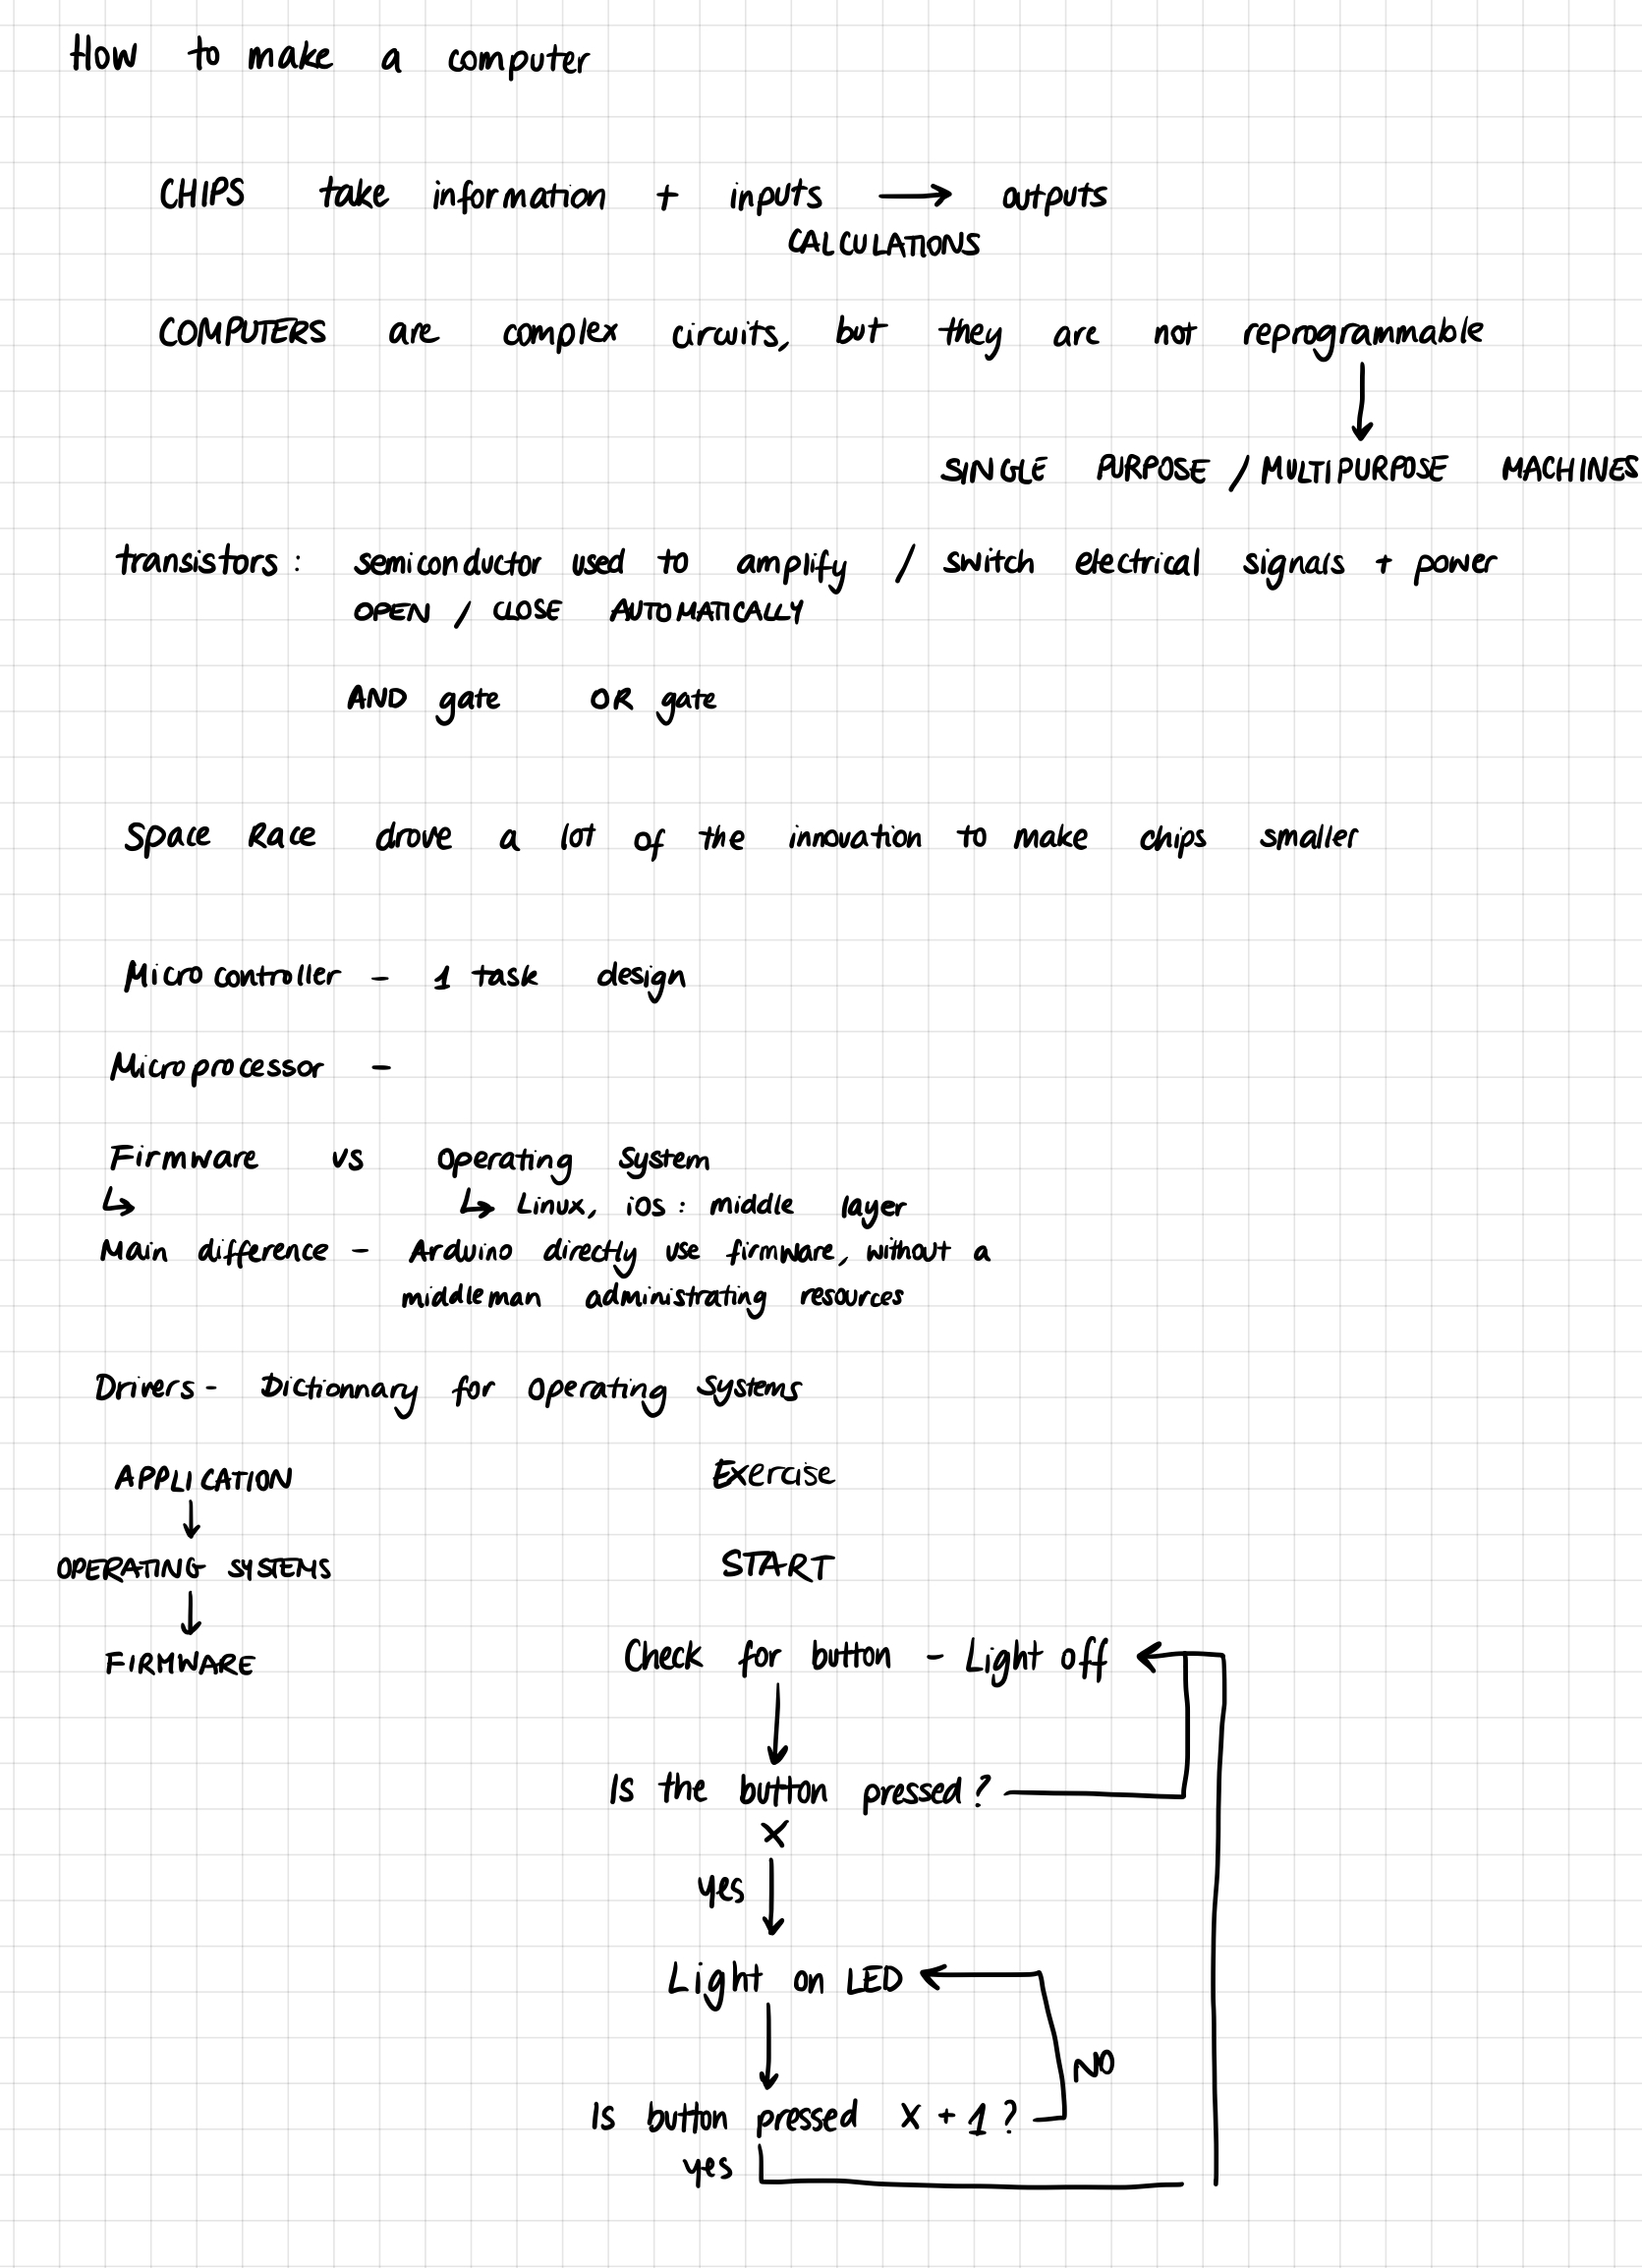 How to make a computer
CHIPS take information + inputs → outputs
CALCULATIONS
COMPUTERS are complex circuits, but they are not reprogrammable
↓
SINGLE PURPOSE / MULTIPURPOSE MACHINES
transistors: semiconductor used to amplify / switch electrical signals + power
OPEN / CLOSE AUTOMATICALLY
AND gate OR gate
Space Race drove a lot of the innovation to make chips smaller
Microcontroller - 1 task design
Microprocessor -
Firmware vs Operating System
↳ ↳ Linux, iOS: middle layer
Main difference - Arduino directly use firmware, without a
middleman administrating resources
Drivers - Dictionnary for Operating Systems
APPLICATION
↓
OPERATING SYSTEMS
↓
FIRMWARE
Exercise
START
Check for button - Light off
Is the button pressed?
X
yes
Light on LED
NO
Is button pressed X + 1?
yes